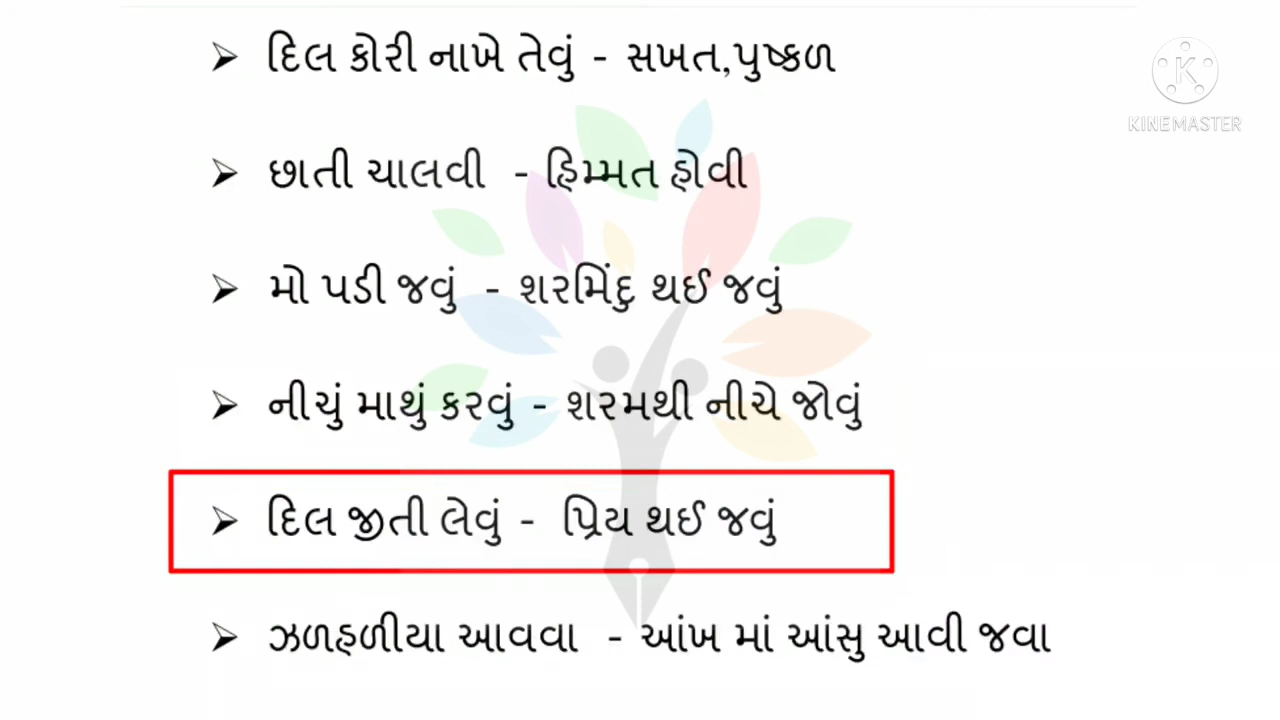 ➢ દિલ કોરી નાખે તેવું - સખત,પુષ્કળ
K
KINEMASTER
➢ છાતી ચાલવી - હિમ્મત હોવી
➢ મો પડી જવું - શરમિંદુ થઈ જવું
➢ નીચું માથું કરવું - શરમથી નીચે જોવું
➢ દિલ જીતી લેવું - પ્રિય થઈ જવું
➢ ઝળહળીયા આવવા - આંખ માં આંસુ આવી જવા